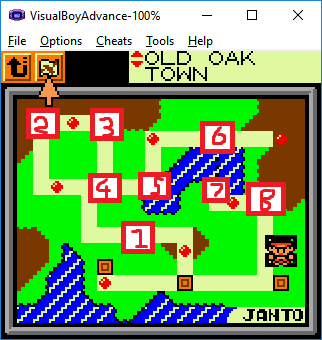 VisualBoyAdvance-100%
File Options Cheats Tools Help
OLD OAK
TOWN
2 3 6
4 5 7 8
1
JANTO